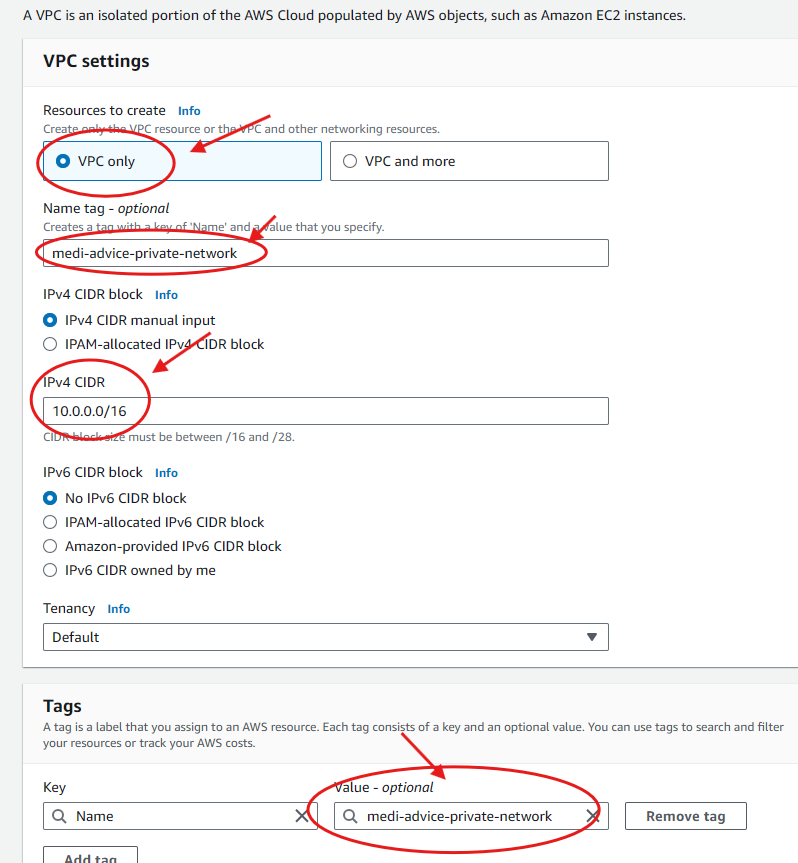 A VPC is an isolated portion of the AWS Cloud populated by AWS objects, such as Amazon EC2 instances.
VPC settings
Resources to create Info
Create only the VPC resource or the VPC and other networking resources.
VPC only
VPC and more
Name tag - optional
Creates a tag with a key of 'Name' and a value that you specify.
medi-advice-private-network
IPv4 CIDR block Info
IPv4 CIDR manual input
IPAM-allocated IPv4 CIDR block
IPv4 CIDR
10.0.0.0/16
CIDR block size must be between /16 and /28.
IPv6 CIDR block Info
No IPv6 CIDR block
IPAM-allocated IPv6 CIDR block
Amazon-provided IPv6 CIDR block
IPv6 CIDR owned by me
Tenancy Info
Default
Tags
A tag is a label that you assign to an AWS resource. Each tag consists of a key and an optional value. You can use tags to search and filter
your resources or track your AWS costs.
Key
Value - optional
Name
medi-advice-private-network
Remove tag
Add tag